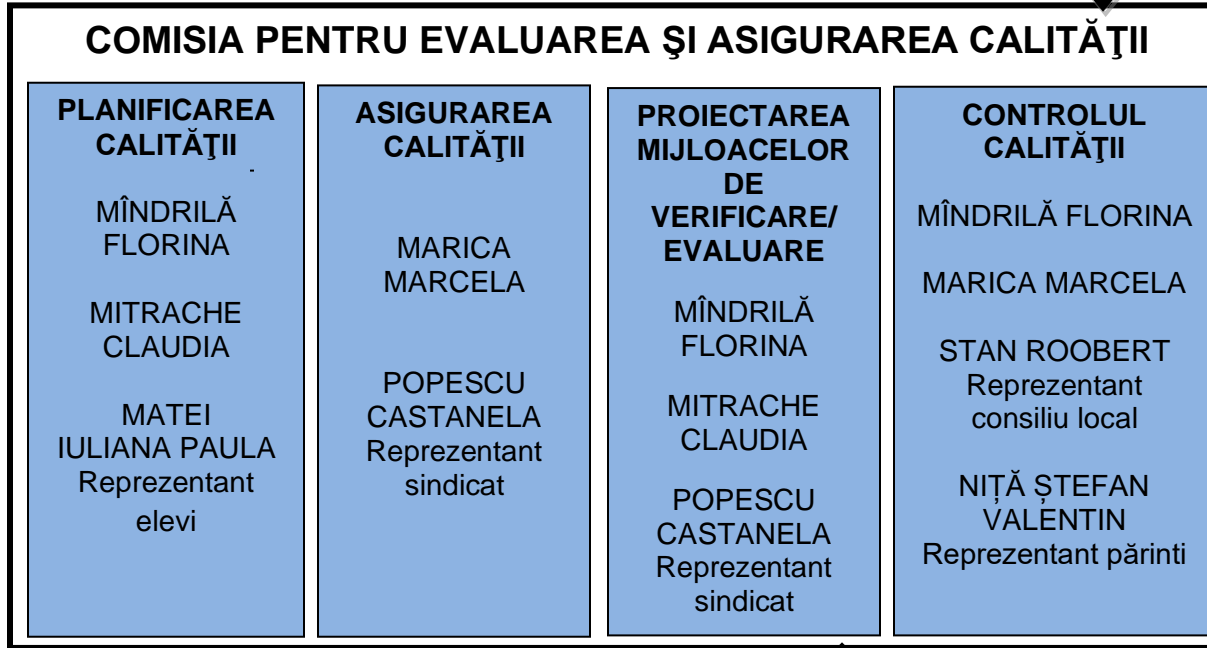 COMISIA PENTRU EVALUAREA ŞI ASIGURAREA CALITĂŢII
PLANIFICAREA
CALITĂŢII
MÎNDRILĂ
FLORINA
MITRACHE
CLAUDIA
MATEI
IULIANA PAULA
Reprezentant
elevi
ASIGURAREA
CALITĂŢII
MARICA
MARCELA
POPESCU
CASTANELA
Reprezentant
sindicat
PROIECTAREA
MIJLOACELOR
DE
VERIFICARE/
EVALUARE
MÎNDRILĂ
FLORINA
MITRACHE
CLAUDIA
POPESCU
CASTANELA
Reprezentant
sindicat
CONTROLUL
CALITĂŢII
MÎNDRILĂ FLORINA
MARICA MARCELA
STAN ROOBERT
Reprezentant
consiliu local
NIȚĂ ȘTEFAN
VALENTIN
Reprezentant părinti